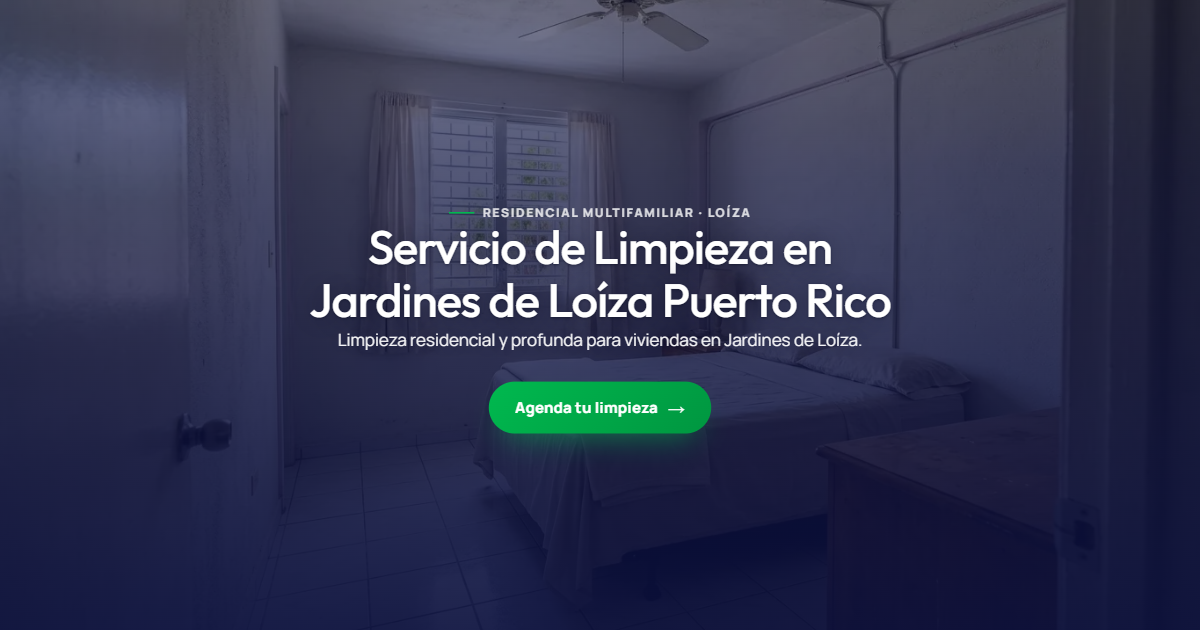 RESIDENCIAL MULTIFAMILIAR · LOÍZA
Servicio de Limpieza en
Jardines de Loíza Puerto Rico
Limpieza residencial y profunda para viviendas en Jardines de Loíza.
Agenda tu limpieza →